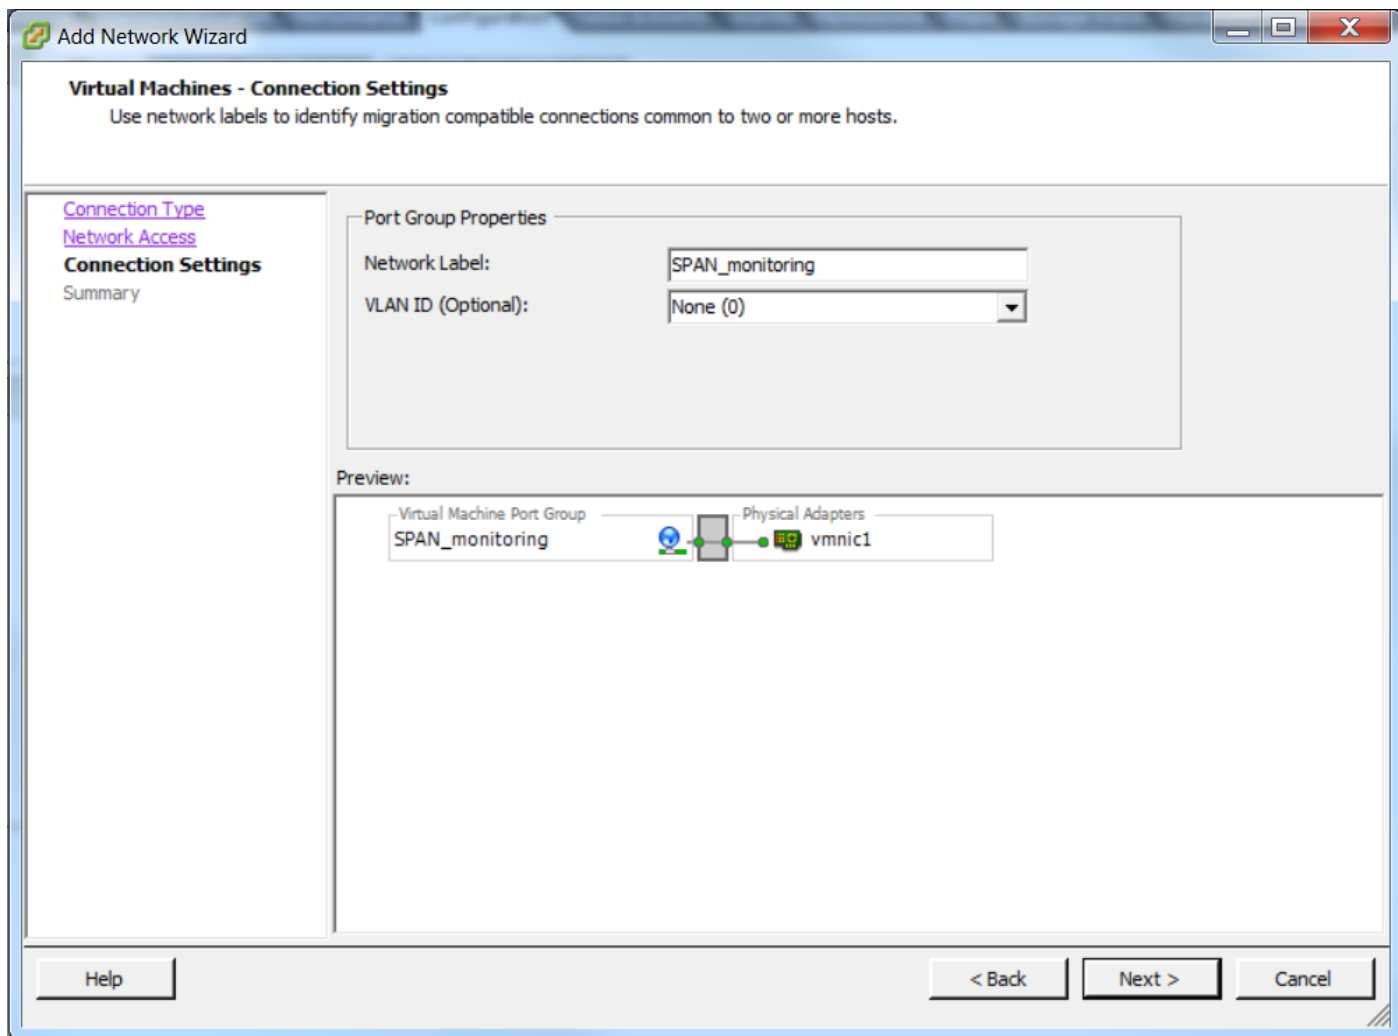 Configuration
Add Network Wizard
Virtual Machines - Connection Settings
Use network labels to identify migration compatible connections common to two or more hosts.
Connection Type
Network Access
Connection Settings
Summary
Port Group Properties
Network Label:
SPAN_monitoring
VLAN ID (Optional):
None (0)
Preview:
Virtual Machine Port Group
SPAN_monitoring
Physical Adapters
vmnic1
Help
< Back
Next >
Cancel